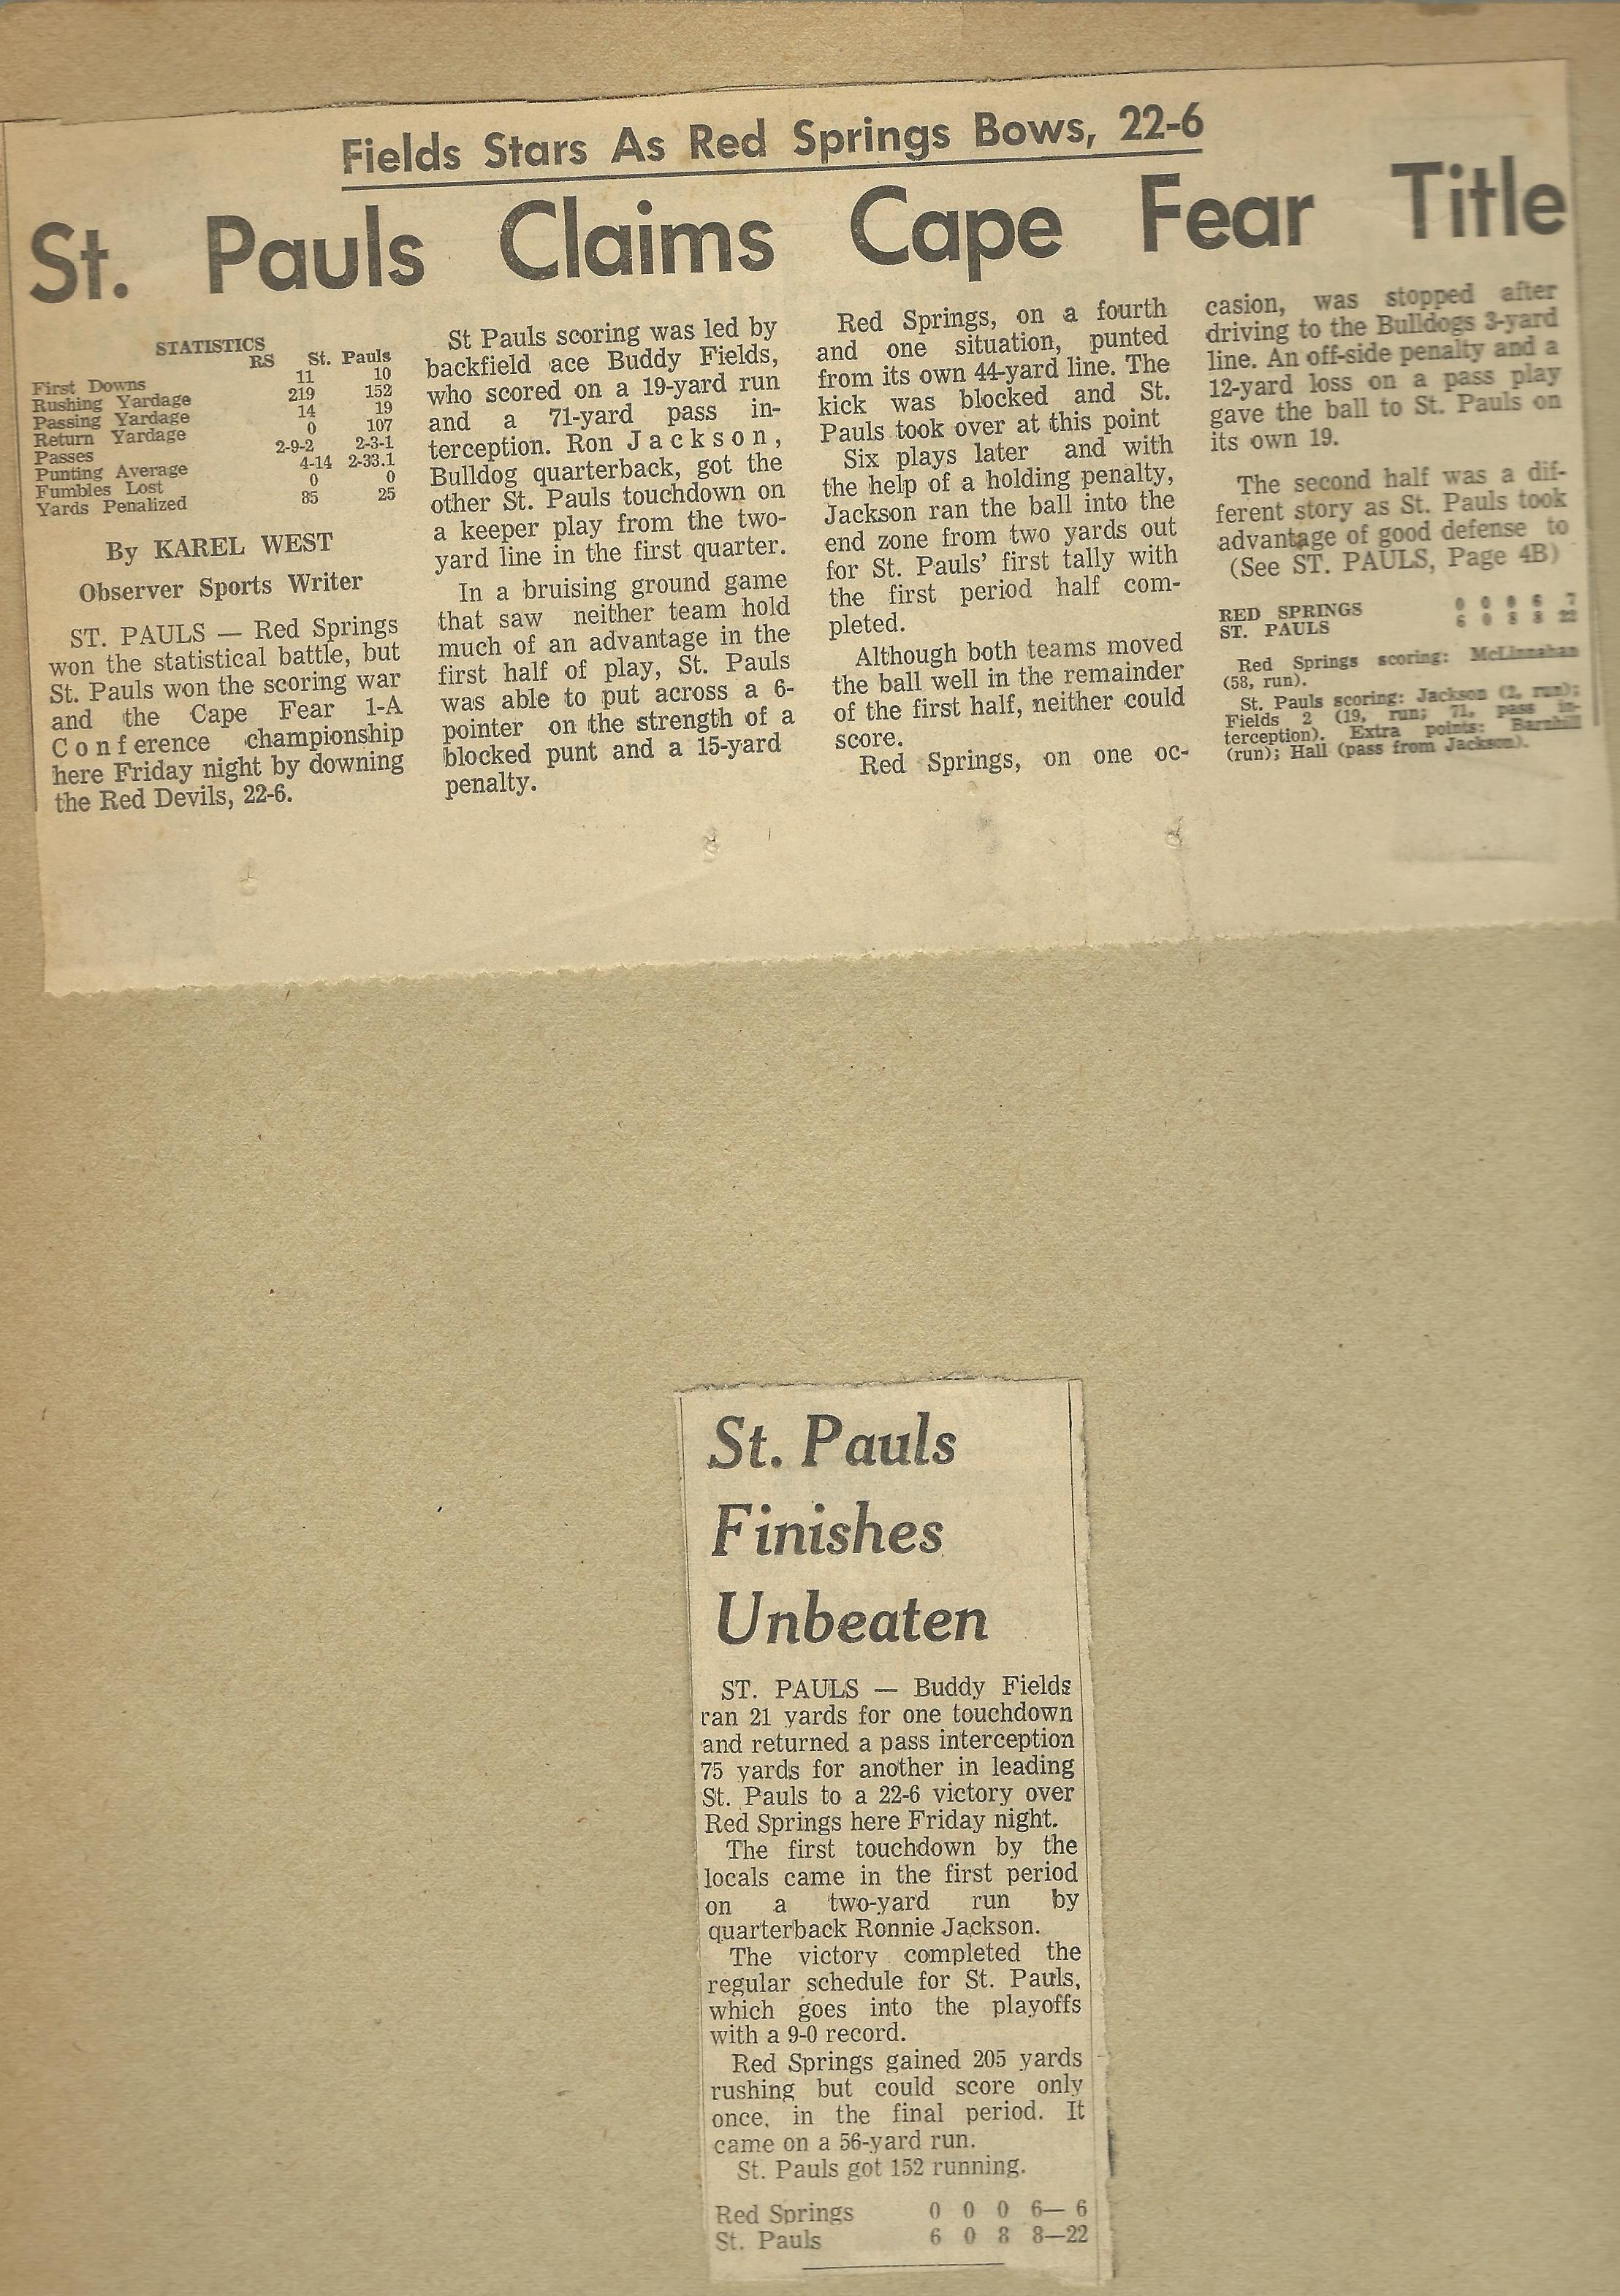 Fields Stars As Red Springs Bows, 22-6
St. Pauls Claims Cape Fear Title
STATISTICS
RS St. Pauls
First Downs 11 10
Rushing Yardage 219 152
Passing Yardage 14 19
Return Yardage 0 107
Passes 2-9-2 2-3-1
Punting Average 4-14 2-33.1
Fumbles Lost 0 0
Yards Penalized 85 25
By KAREL WEST
Observer Sports Writer
ST. PAULS — Red Springs
won the statistical battle, but
St. Pauls won the scoring war
and the Cape Fear 1-A
Conference championship
here Friday night by downing
the Red Devils, 22-6.
St Pauls scoring was led by
backfield ace Buddy Fields,
who scored on a 19-yard run
and a 71-yard pass in-
terception. Ron Jackson,
Bulldog quarterback, got the
other St. Pauls touchdown on
a keeper play from the two-
yard line in the first quarter.
In a bruising ground game
that saw neither team hold
much of an advantage in the
first half of play, St. Pauls
was able to put across a 6-
pointer on the strength of a
blocked punt and a 15-yard
penalty.
Red Springs, on a fourth
and one situation, punted
from its own 44-yard line. The
kick was blocked and St.
Pauls took over at this point
Six plays later and with
the help of a holding penalty,
Jackson ran the ball into the
end zone from two yards out
for St. Pauls' first tally with
the first period half com-
pleted.
Although both teams moved
the ball well in the remainder
of the first half, neither could
score.
Red Springs, on one oc-
casion, was stopped after
driving to the Bulldogs 3-yard
line. An off-side penalty and a
12-yard loss on a pass play
gave the ball to St. Pauls on
its own 19.
The second half was a dif-
ferent story as St. Pauls took
advantage of good defense to
(See ST. PAULS, Page 4B)
RED SPRINGS 0 0 0 6 7
ST. PAULS 6 0 8 8 22
Red Springs scoring: McLinnahan
(58, run).
St. Pauls scoring: Jackson (2, run);
Fields 2 (19, run; 71, pass in-
terception). Extra points: Barnhill
(run); Hall (pass from Jackson).
St. Pauls
Finishes
Unbeaten
ST. PAULS — Buddy Fields
ran 21 yards for one touchdown
and returned a pass interception
75 yards for another in leading
St. Pauls to a 22-6 victory over
Red Springs here Friday night.
The first touchdown by the
locals came in the first period
on a two-yard run by
quarterback Ronnie Jackson.
The victory completed the
regular schedule for St. Pauls,
which goes into the playoffs
with a 9-0 record.
Red Springs gained 205 yards
rushing but could score only
once, in the final period. It
came on a 56-yard run.
St. Pauls got 152 running.
Red Springs 0 0 0 6— 6
St. Pauls 6 0 8 8—22